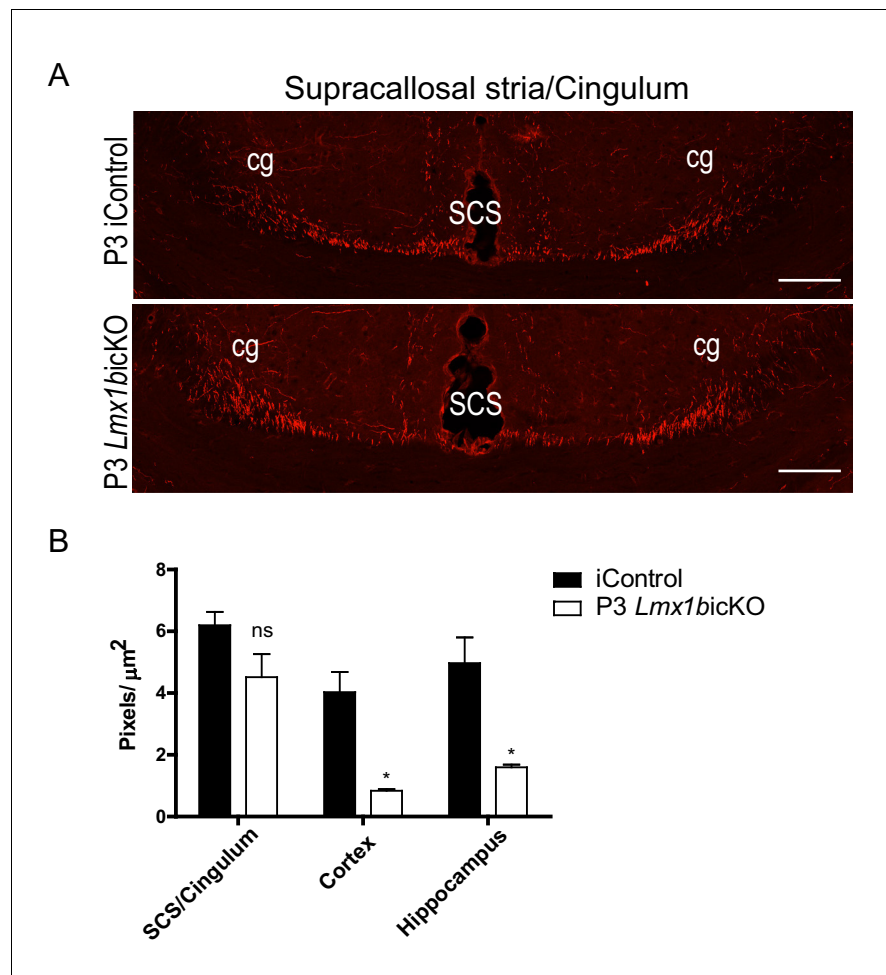 A
Supracallosal stria/Cingulum
P3 iControl
cg
cg
SCS
P3 Lmx1bicKO
cg
cg
SCS
B
Pixels/ μm²
8
6
4
2
0
ns
*
*
SCS/Cingulum
Cortex
Hippocampus
iControl
P3 Lmx1bicKO